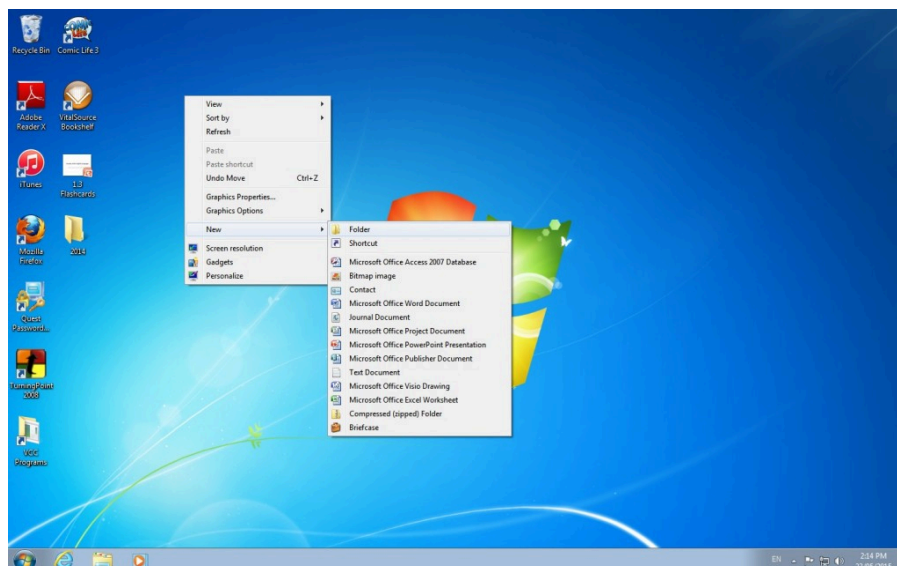 Recycle Bin
Comic Life 3
Adobe
Reader X
VitalSource
Bookshelf
iTunes
1.3
Flashcards
Mozilla
Firefox
2014
Quest
Password...
TurningPoint
2008
VCC
Programs
View
Sort by
Refresh
Paste
Paste shortcut
Undo Move Ctrl+Z
Graphics Properties...
Graphics Options
New
Screen resolution
Gadgets
Personalize
Folder
Shortcut
Microsoft Office Access 2007 Database
Bitmap image
Contact
Microsoft Office Word Document
Journal Document
Microsoft Office Project Document
Microsoft Office PowerPoint Presentation
Microsoft Office Publisher Document
Text Document
Microsoft Office Visio Drawing
Microsoft Office Excel Worksheet
Compressed (zipped) Folder
Briefcase
EN
2:14 PM